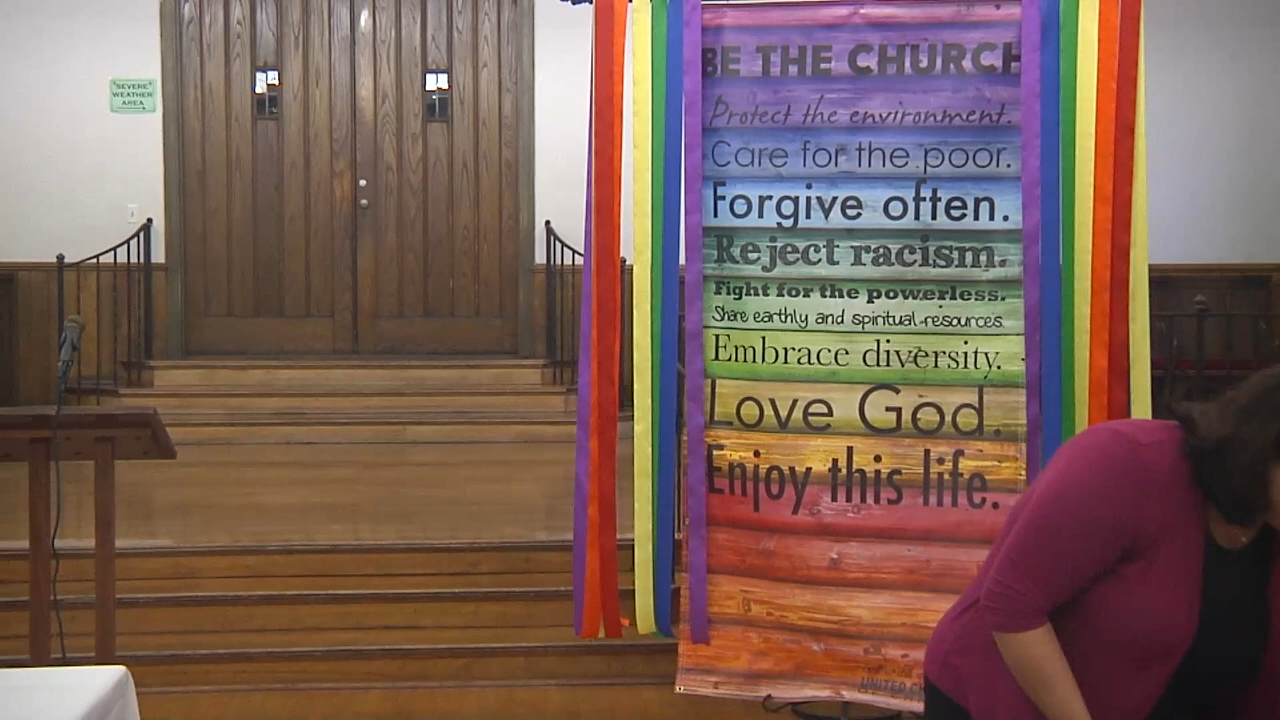 "SEVERE"
WEATHER
AREA
BE THE CHURCH
Protect the environment.
Care for the poor.
Forgive often.
Reject racism.
Fight for the powerless.
Share earthly and spiritual resources.
Embrace diversity.
Love God.
Enjoy this life.
UNITED